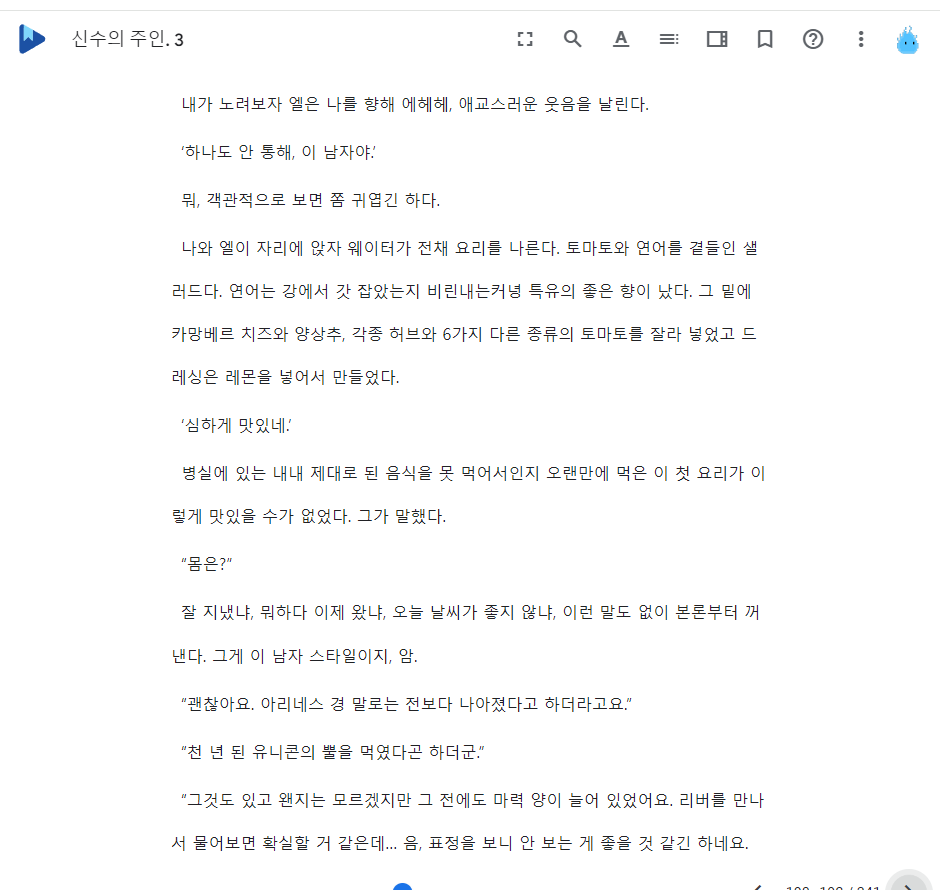 신수의 주인. 3
내가 노려보자 엘은 나를 향해 에헤헤, 애교스러운 웃음을 날린다.
‘하나도 안 통해, 이 남자야.’
뭐, 객관적으로 보면 쫌 귀엽긴 하다.
나와 엘이 자리에 앉자 웨이터가 전채 요리를 나른다. 토마토와 연어를 곁들인 샐
러드다. 연어는 강에서 갓 잡았는지 비린내는커녕 특유의 좋은 향이 났다. 그 밑에
카망베르 치즈와 양상추, 각종 허브와 6가지 다른 종류의 토마토를 잘라 넣었고 드
레싱은 레몬을 넣어서 만들었다.
‘심하게 맛있네.’
병실에 있는 내내 제대로 된 음식을 못 먹어서인지 오랜만에 먹은 이 첫 요리가 이
렇게 맛있을 수가 없었다. 그가 말했다.
“몸은?”
잘 지냈냐, 뭐하다 이제 왔냐, 오늘 날씨가 좋지 않냐, 이런 말도 없이 본론부터 꺼
낸다. 그게 이 남자 스타일이지, 암.
“괜찮아요. 아리네스 경 말로는 전보다 나아졌다고 하더라고요.”
“천 년 된 유니콘의 뿔을 먹였다곤 하더군.”
“그것도 있고 왠지는 모르겠지만 그 전에도 마력 양이 늘어 있었어요. 리버를 만나
서 물어보면 확실할 거 같은데... 음, 표정을 보니 안 보는 게 좋을 것 같긴 하네요.